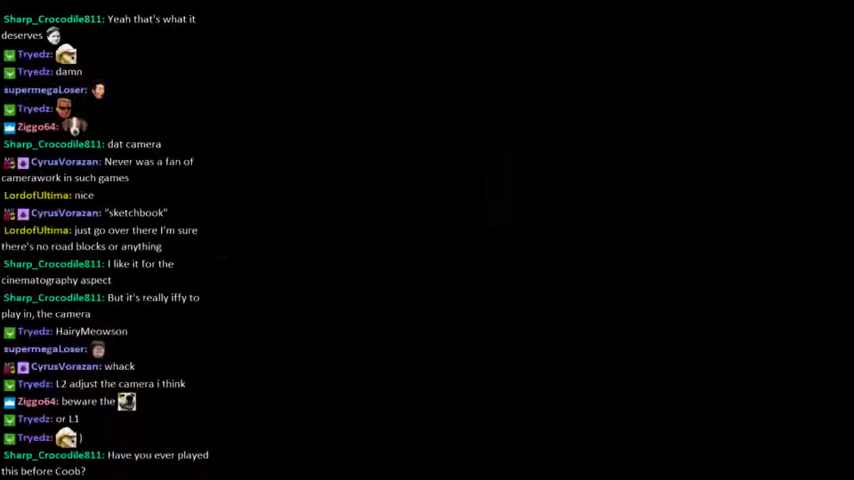 Sharp_Crocodile811: Yeah that's what it
deserves
Tryedz:
Tryedz: damn
supermegaLoser:
Tryedz:
Ziggo64:
Sharp_Crocodile811: dat camera
CyrusVorazan: Never was a fan of
camerawork in such games
LordofUltima: nice
CyrusVorazan: "sketchbook"
LordofUltima: just go over there I'm sure
there's no road blocks or anything
Sharp_Crocodile811: I like it for the
cinematography aspect
Sharp_Crocodile811: But it's really iffy to
play in, the camera
Tryedz: HairyMeowson
supermegaLoser:
CyrusVorazan: whack
Tryedz: L2 adjust the camera i think
Ziggo64: beware the
Tryedz: or L1
Tryedz: )
Sharp_Crocodile811: Have you ever played
this before Coob?